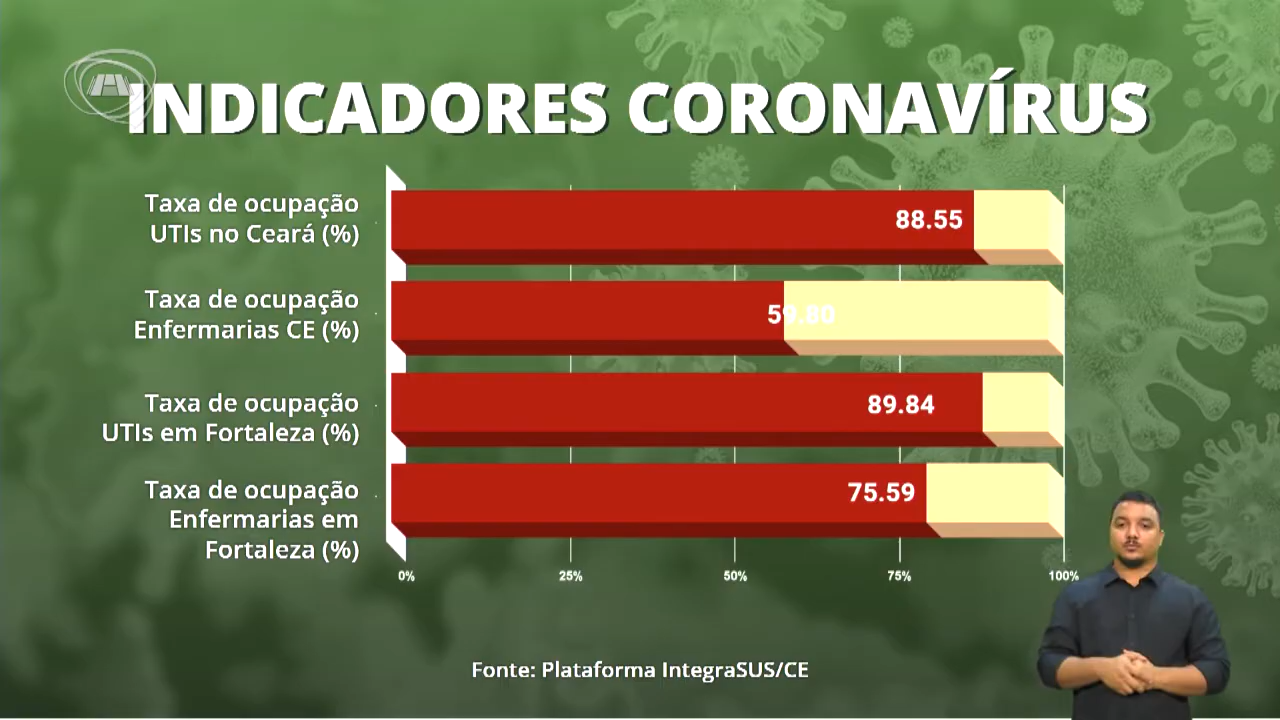 INDICADORES CORONAVÍRUS
Taxa de ocupação
UTIs no Ceará (%)
88.55
Taxa de ocupação
Enfermarias CE (%)
59.80
Taxa de ocupação
UTIs em Fortaleza (%)
89.84
Taxa de ocupação
Enfermarias em
Fortaleza (%)
75.59
0% 25% 50% 75% 100%
Fonte: Plataforma IntegraSUS/CE